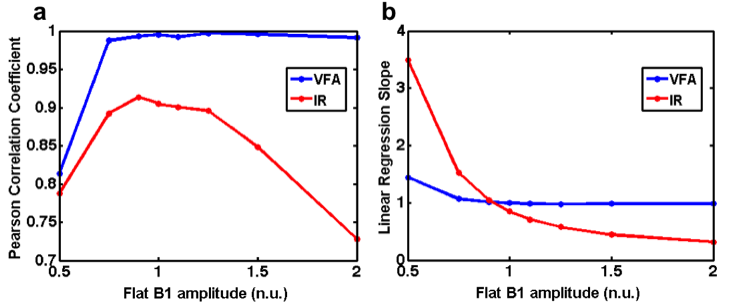 a
Pearson Correlation Coefficient
1
0.95
0.9
0.85
0.8
0.75
0.7
0.5
1
1.5
2
Flat B1 amplitude (n.u.)
VFA
IR
b
Linear Regression Slope
4
3
2
1
0
0.5
1
1.5
2
Flat B1 amplitude (n.u.)
VFA
IR